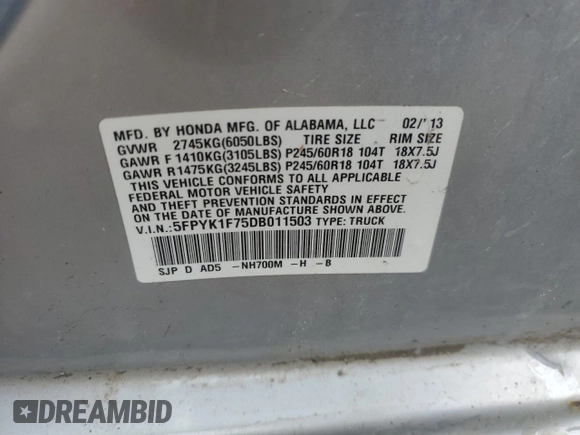 MFD. BY HONDA MFG. OF ALABAMA, LLC 02/'13
GVWR 2745KG(6050LBS) TIRE SIZE RIM SIZE
GAWR F 1410KG(3105LBS) P245/60R18 104T 18X7.5J
GAWR R1475KG(3245LBS) P245/60R18 104T 18X7.5J
THIS VEHICLE CONFORMS TO ALL APPLICABLE
FEDERAL MOTOR VEHICLE SAFETY
AND THEFT PREVENTION STANDARDS IN EFFECT
ON THE DATE OF MANUFACTURE SHOWN ABOVE.
V.I.N.: 5FPYK1F75DB011503 TYPE: TRUCK
SJP D AD5 -NH700M -H -B
DREAMBID